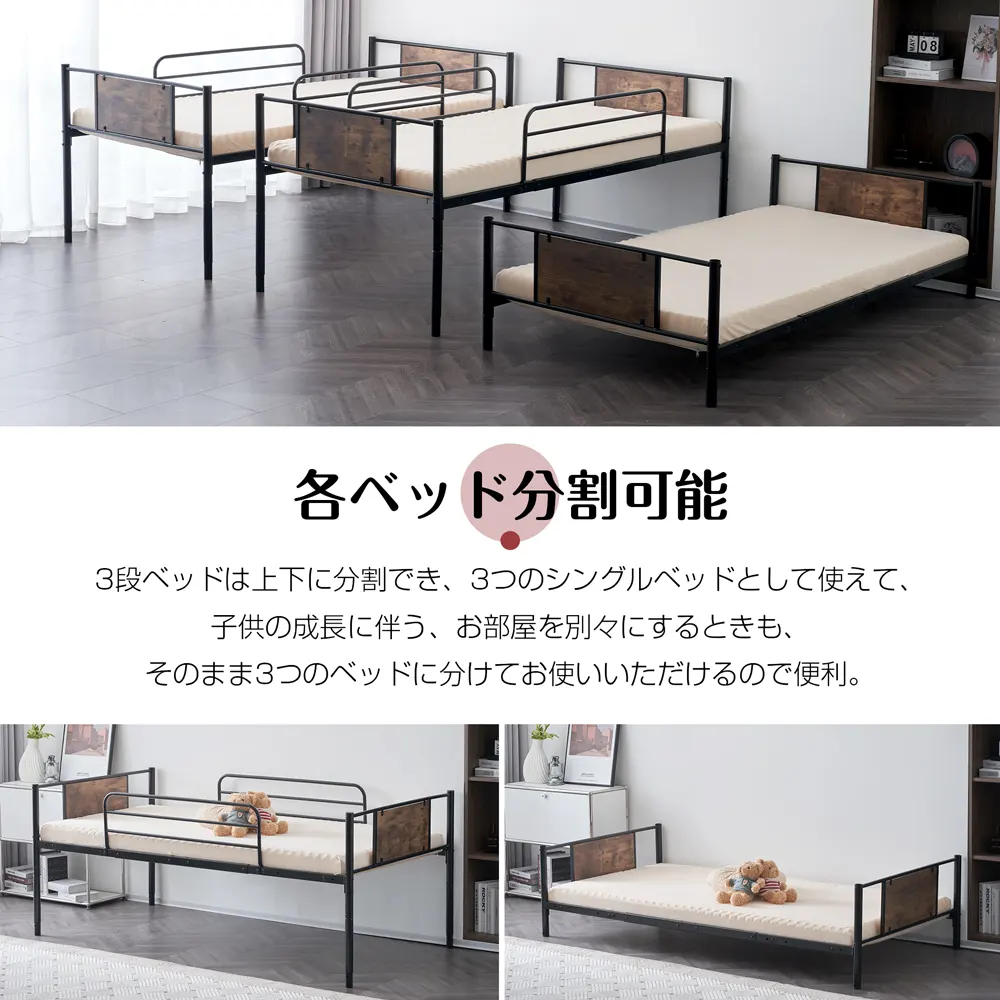 MAY 08
各ベッド分割可能
3段ベッドは上下に分割でき、3つのシングルベッドとして使えて、
子供の成長に伴う、お部屋を別々にするときも、
そのまま3つのベッドに分けてお使いいただけるので便利。
ROCKY
ROCKY